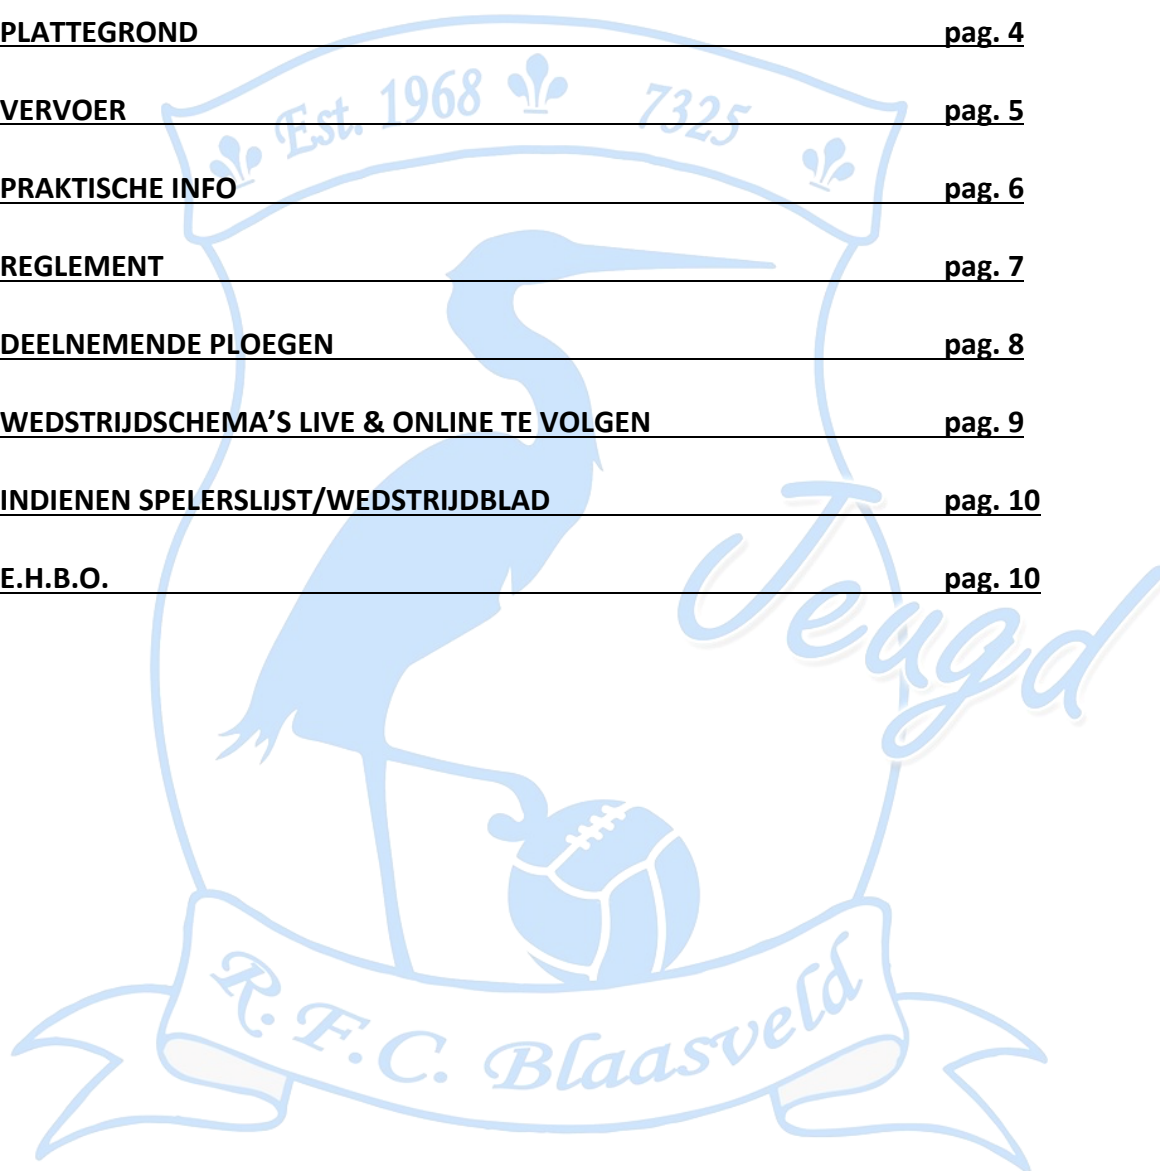 PLATTEGROND pag. 4
Est. 1968 7325
VERVOER pag. 5
PRAKTISCHE INFO pag. 6
REGLEMENT pag. 7
DEELNEMENDE PLOEGEN pag. 8
WEDSTRIJDSCHEMA’S LIVE & ONLINE TE VOLGEN pag. 9
INDIENEN SPELERSLIJST/WEDSTRIJDBLAD pag. 10
E.H.B.O. pag. 10
Jeugd
R.F.C. Blaasveld